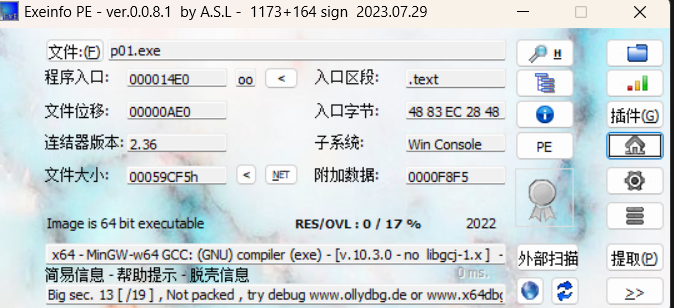 Exeinfo PE - ver.0.0.8.1 by A.S.L - 1173+164 sign 2023.07.29
文件:(F) p01.exe H
程序入口: 000014E0 oo < 入口区段: .text
文件位移: 00000AE0 入口字节: 48 83 EC 28 48 插件(G)
连结器版本: 2.36 子系统: Win Console PE
文件大小: 00059CF5h < NET 附加数据: 0000F8F5
Image is 64 bit executable RES/OVL : 0 / 17 % 2022
x64 - MinGW-w64 GCC: (GNU) compiler (exe) - [v.10.3.0 - no libgcj-1.x ] - 外部扫描 提取(P)
简易信息 - 帮助提示 - 脱壳信息 0 ms.
Big sec. 13 [ /19 ] , Not packed , try debug www.ollydbg.de or www.x64dbg >>